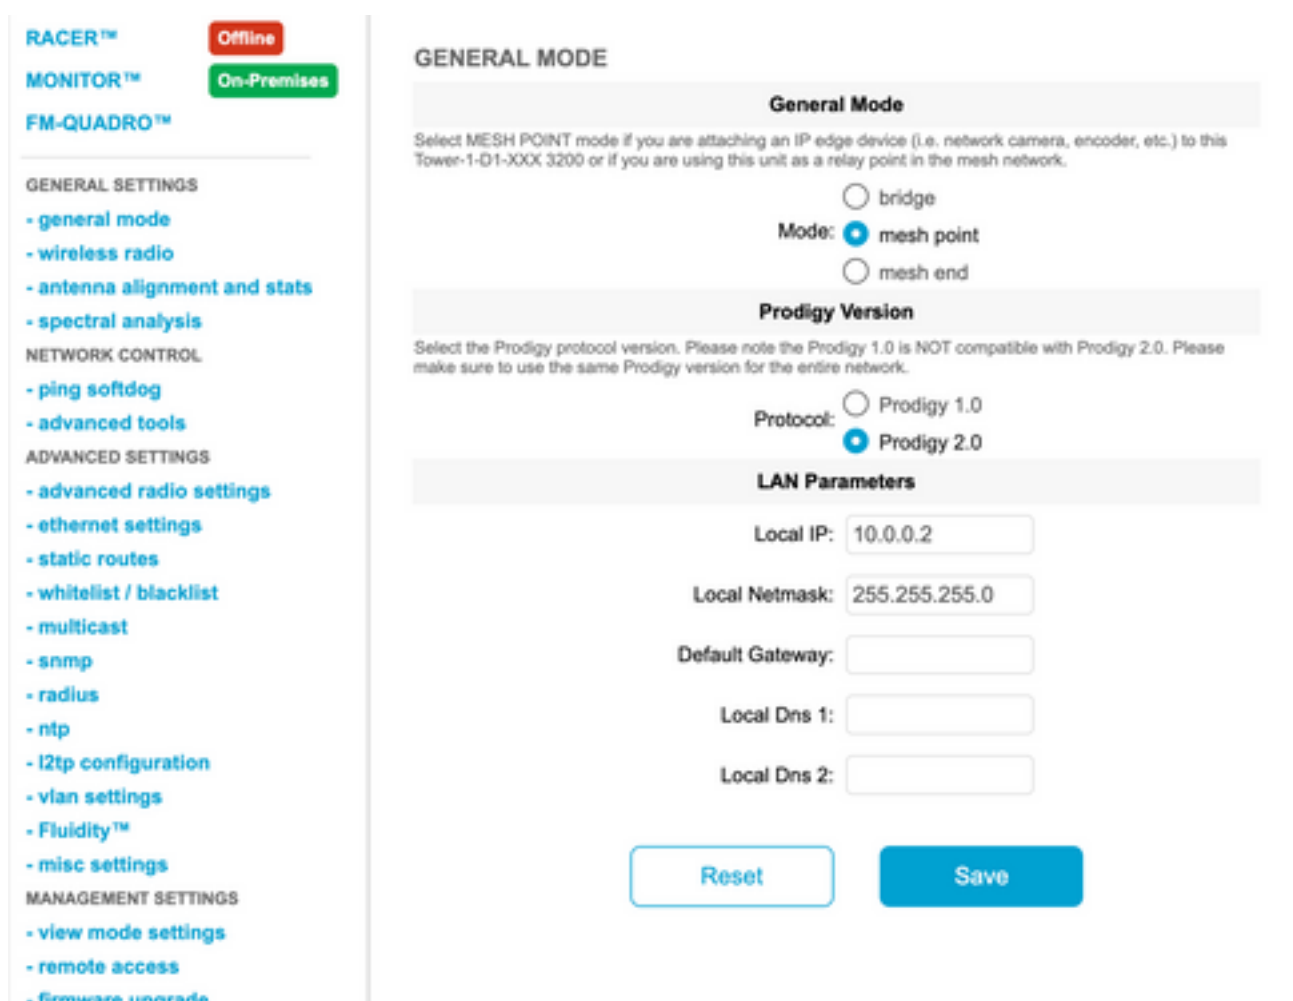 RACER™ Offline
MONITOR™ On-Premises
FM-QUADRO™
GENERAL SETTINGS
- general mode
- wireless radio
- antenna alignment and stats
- spectral analysis
NETWORK CONTROL
- ping softdog
- advanced tools
ADVANCED SETTINGS
- advanced radio settings
- ethernet settings
- static routes
- whitelist / blacklist
- multicast
- snmp
- radius
- ntp
- l2tp configuration
- vlan settings
- Fluidity™
- misc settings
MANAGEMENT SETTINGS
- view mode settings
- remote access
- firmware upgrade
GENERAL MODE
General Mode
Select MESH POINT mode if you are attaching an IP edge device (i.e. network camera, encoder, etc.) to this
Tower-1-D1-XXX 3200 or if you are using this unit as a relay point in the mesh network.
bridge
Mode: mesh point
mesh end
Prodigy Version
Select the Prodigy protocol version. Please note the Prodigy 1.0 is NOT compatible with Prodigy 2.0. Please
make sure to use the same Prodigy version for the entire network.
Protocol: Prodigy 1.0
Prodigy 2.0
LAN Parameters
Local IP: 10.0.0.2
Local Netmask: 255.255.255.0
Default Gateway:
Local Dns 1:
Local Dns 2:
Reset Save